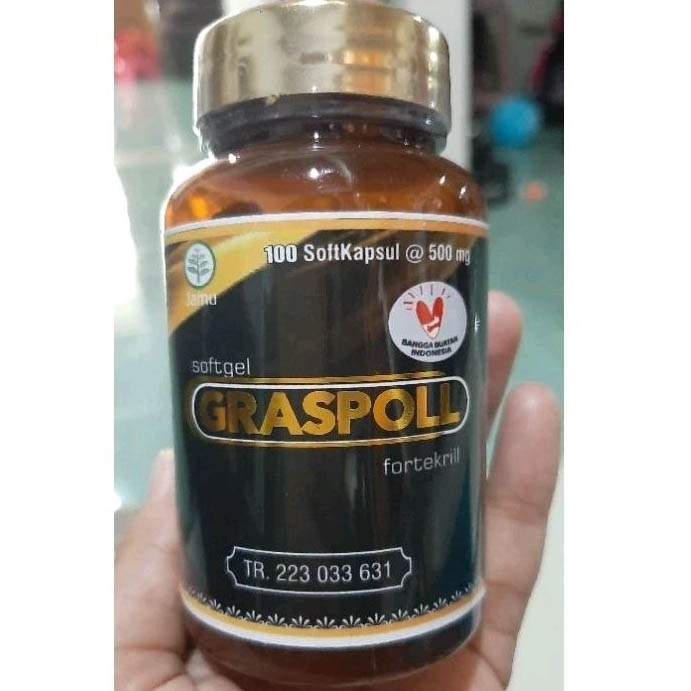 100 SoftKapsul @ 500 mg
Jamu
BANGGA BUATAN
INDONESIA
softgel
GRASPOLL
fortekrill
TR. 223 033 631